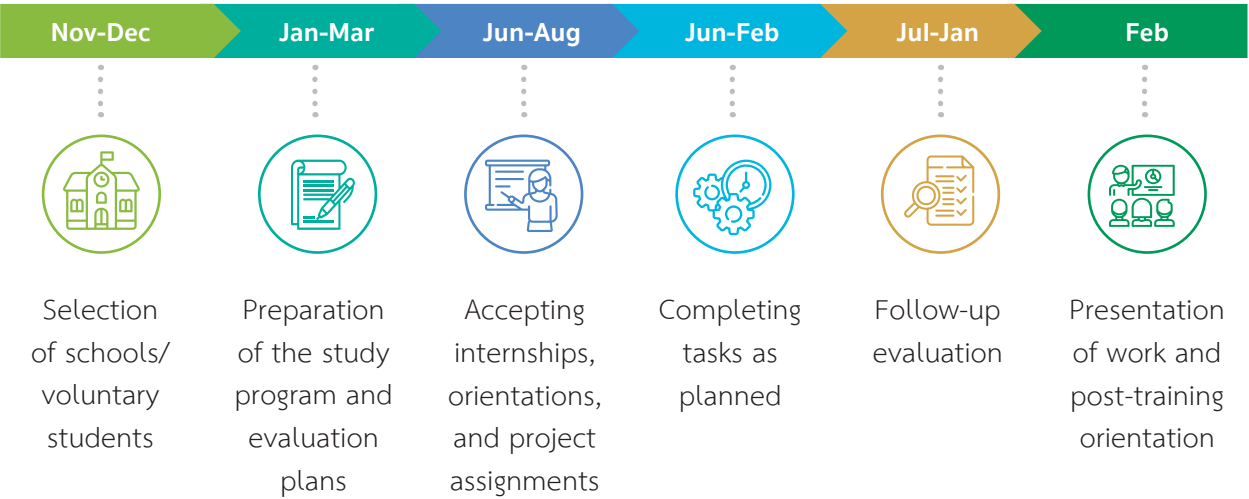 Nov-Dec
Jan-Mar
Jun-Aug
Jun-Feb
Jul-Jan
Feb
Selection
of schools/
voluntary
students
Preparation
of the study
program and
evaluation
plans
Accepting
internships,
orientations,
and project
assignments
Completing
tasks as
planned
Follow-up
evaluation
Presentation
of work and
post-training
orientation